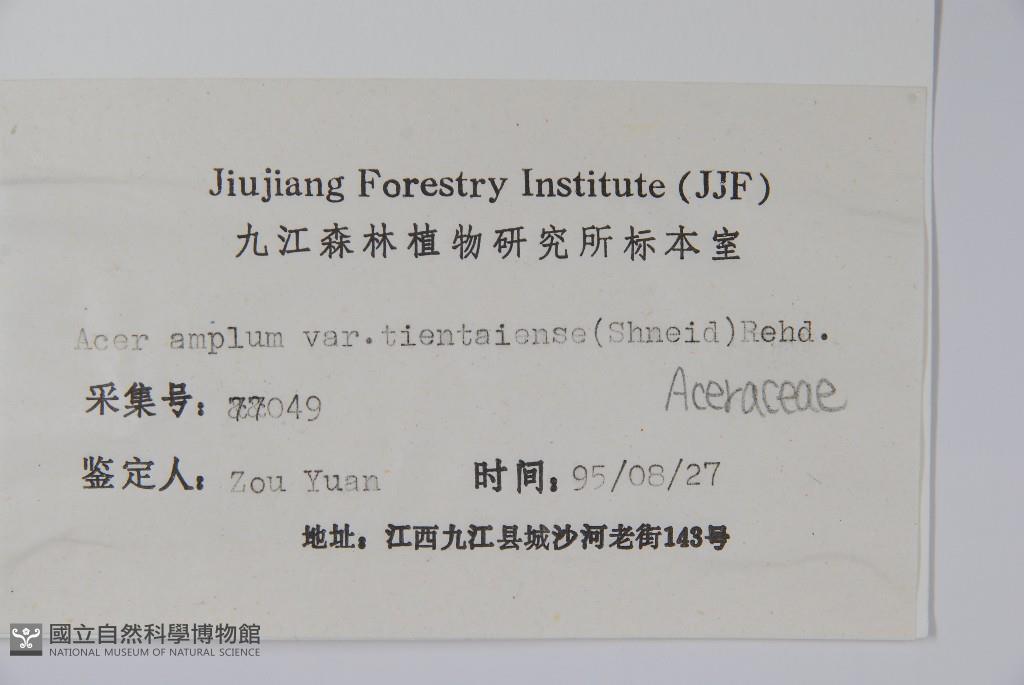 Jiujiang Forestry Institute (JJF)
九江森林植物研究所标本室
Acer amplum var.tientaiense(Shneid)Rehd.
Aceraceae
采集号: 77049
鉴定人: Zou Yuan 时间: 95/08/27
地址: 江西九江县城沙河老街143号
國立自然科學博物館
NATIONAL MUSEUM OF NATURAL SCIENCE